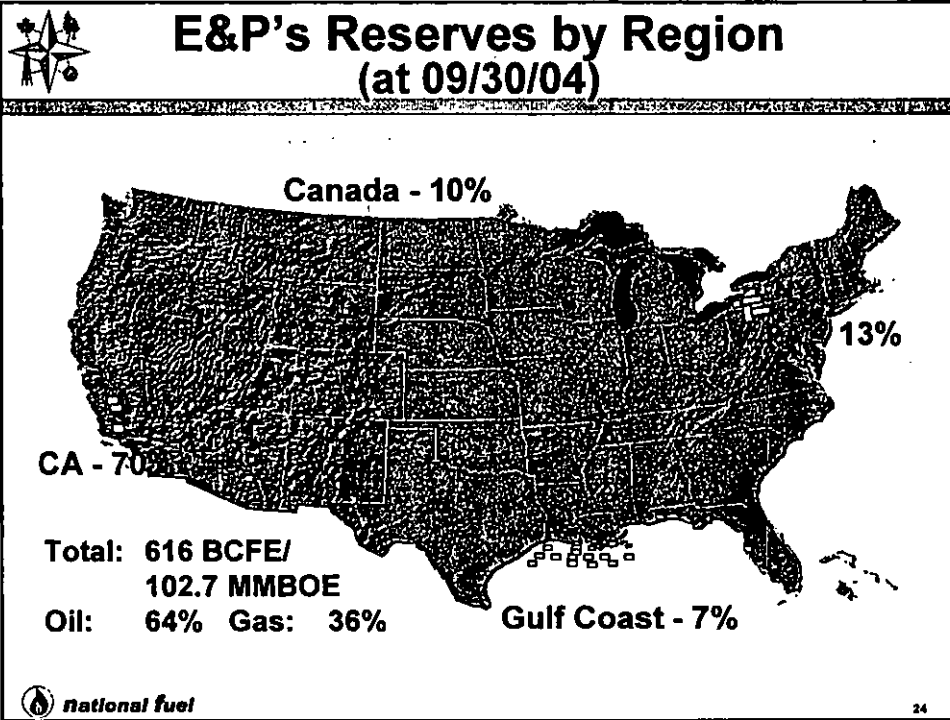 E&P's Reserves by Region
(at 09/30/04)
Canada - 10%
13%
CA - 70
Total: 616 BCFE/
102.7 MMBOE
Oil: 64% Gas: 36%
Gulf Coast - 7%
national fuel
24